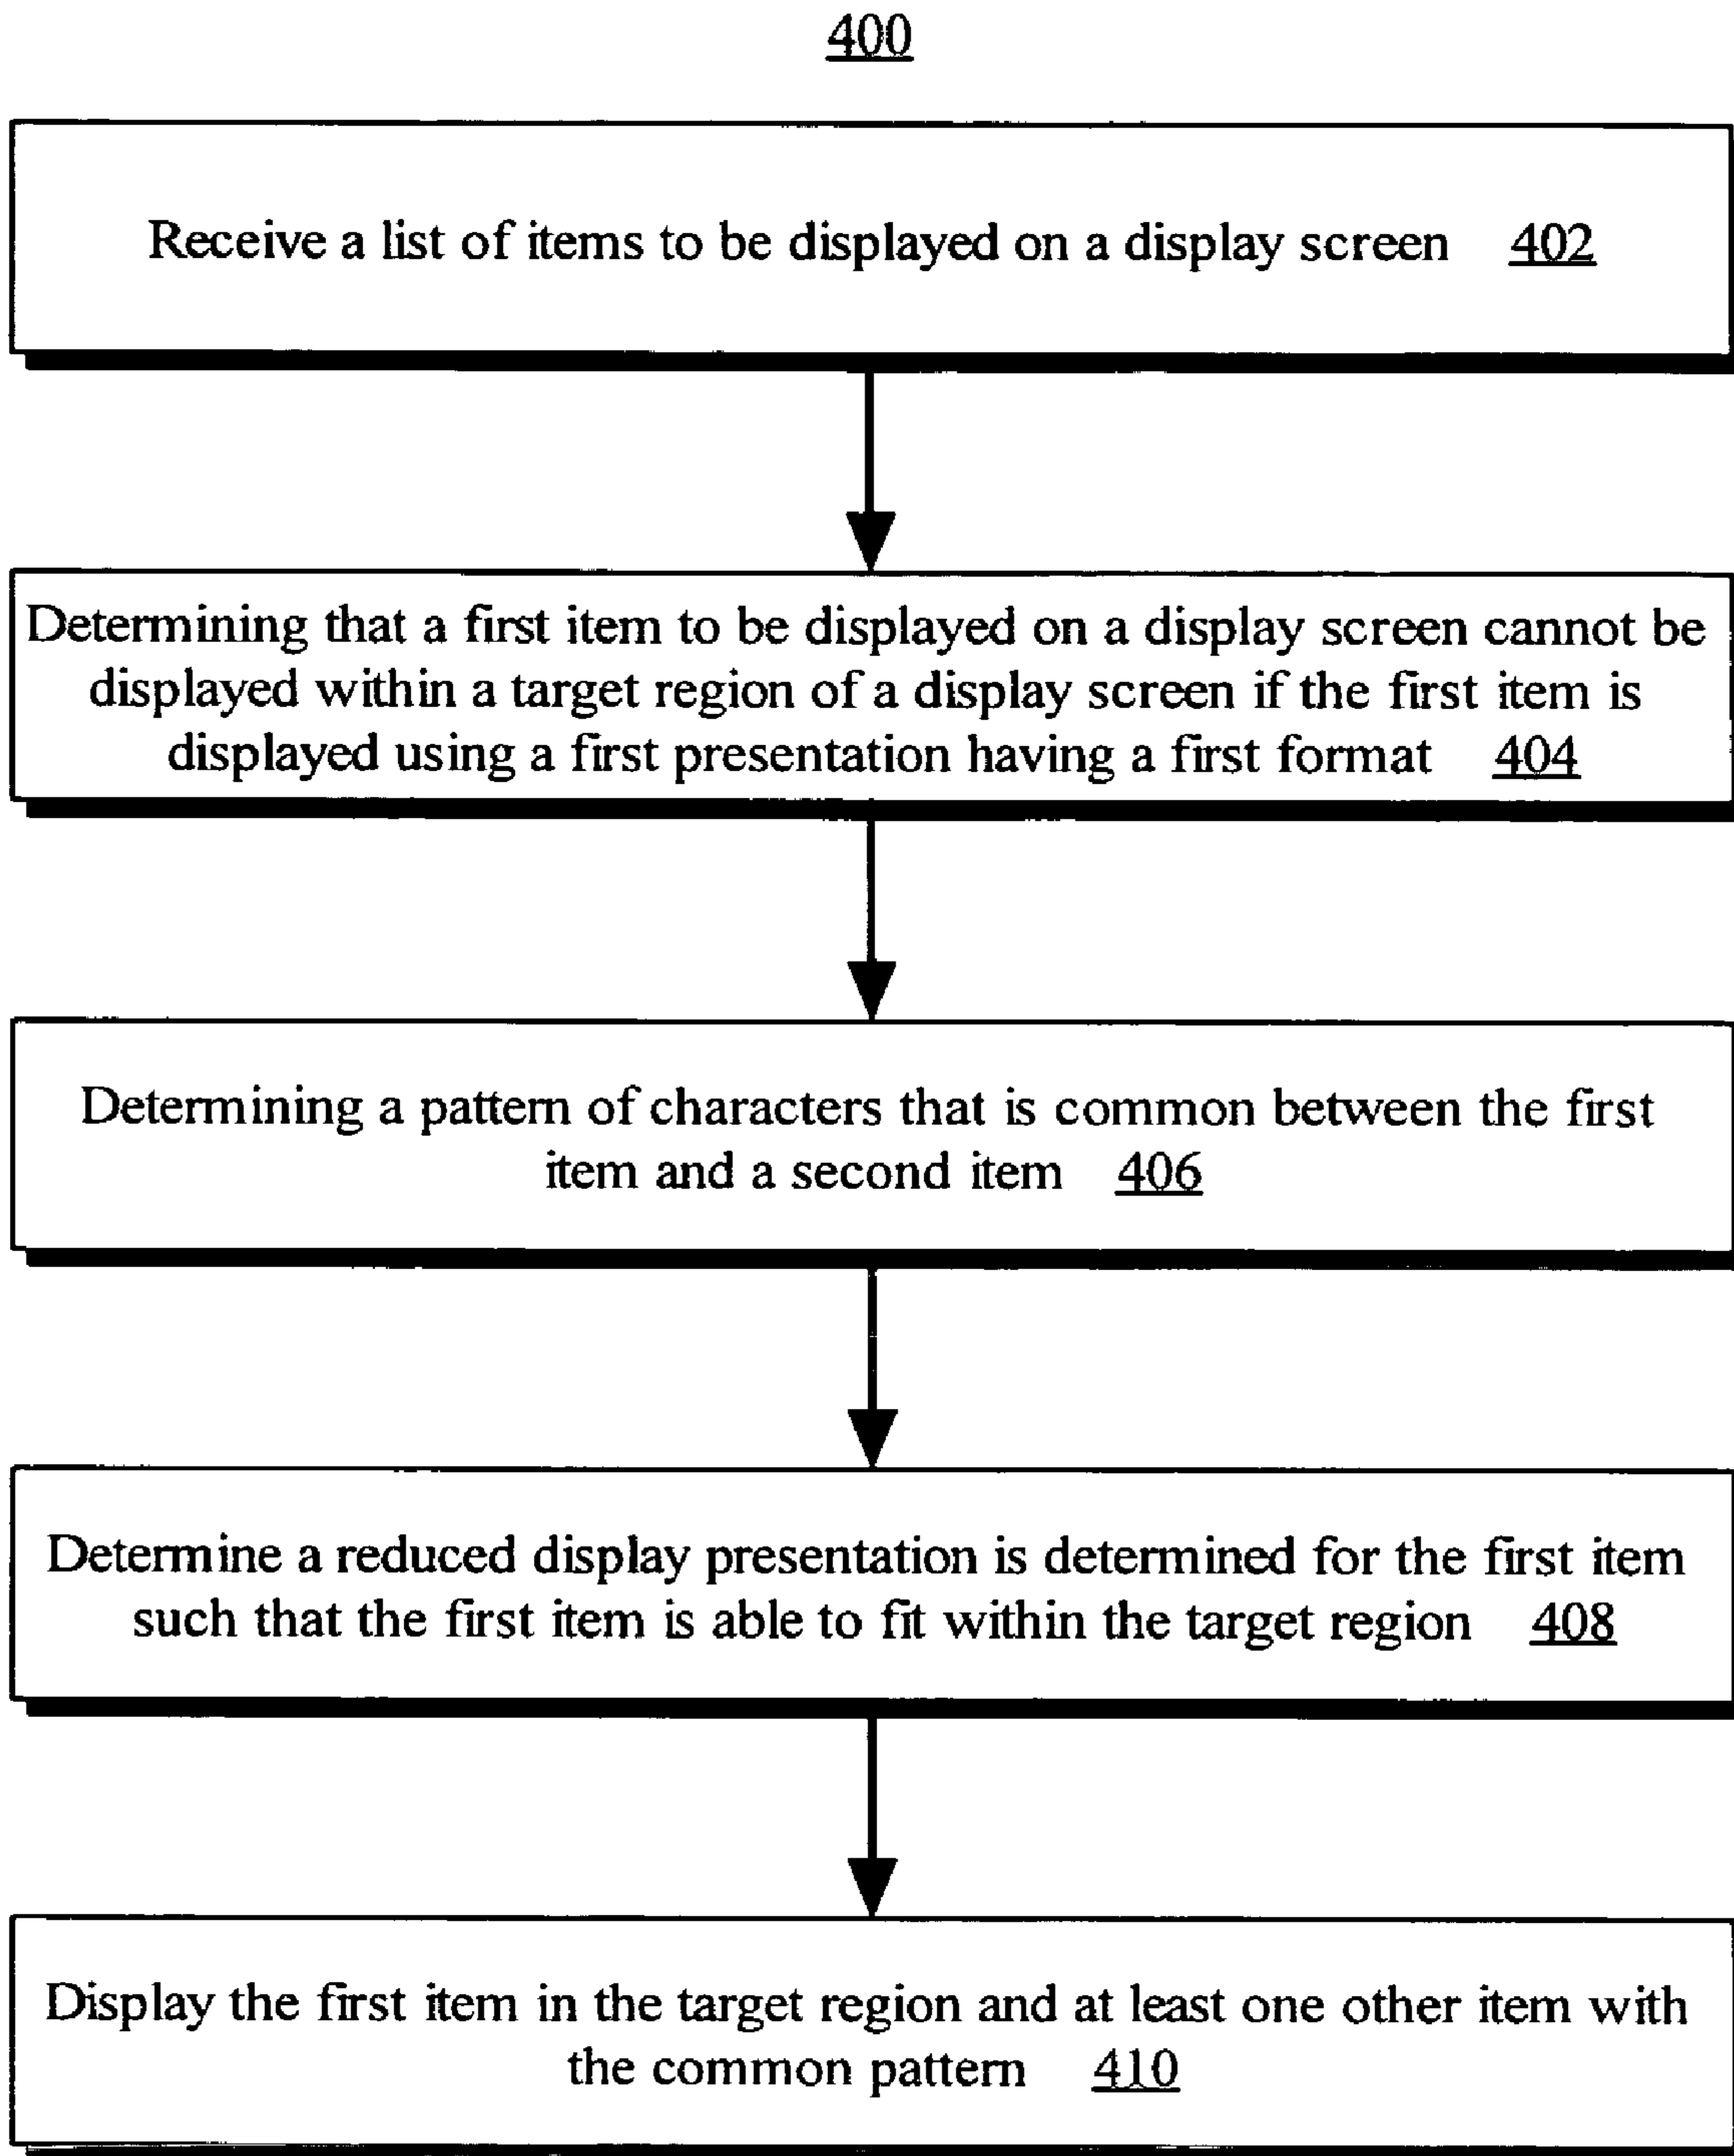 400
Receive a list of items to be displayed on a display screen 402
Determining that a first item to be displayed on a display screen cannot be
displayed within a target region of a display screen if the first item is
displayed using a first presentation having a first format 404
Determining a pattern of characters that is common between the first
item and a second item 406
Determine a reduced display presentation is determined for the first item
such that the first item is able to fit within the target region 408
Display the first item in the target region and at least one other item with
the common pattern 410